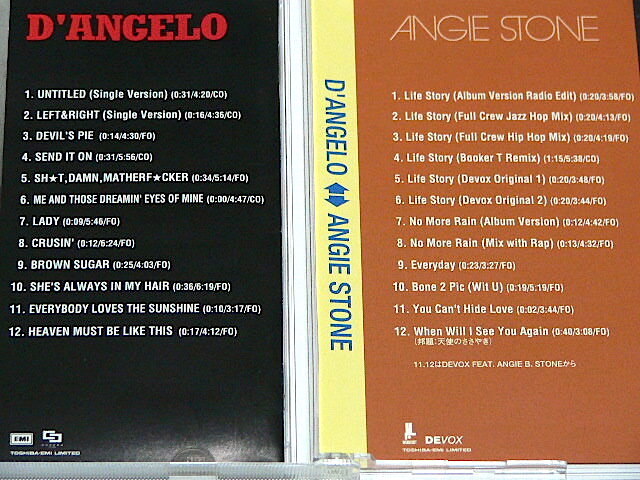 D'ANGELO
1. UNTITLED (Single Version) (0:31/4:20/CO)
2. LEFT&RIGHT (Single Version) (0:16/4:36/CO)
3. DEVIL'S PIE (0:14/4:30/FO)
4. SEND IT ON (0:31/5:56/CO)
5. SH★T,DAMN,MATHERF★CKER (0:34/5:14/FO)
6. ME AND THOSE DREAMIN' EYES OF MINE (0:00/4:47/CO)
7. LADY (0:09/5:46/FO)
8. CRUSIN' (0:12/6:24/FO)
9. BROWN SUGAR (0:25/4:03/FO)
10. SHE'S ALWAYS IN MY HAIR (0:36/6:19/FO)
11. EVERYBODY LOVES THE SUNSHINE (0:10/3:17/FO)
12. HEAVEN MUST BE LIKE THIS (0:17/4:12/FO)
EMI
TOSHIBA-EMI LIMITED
D'ANGELO ⬌ ANGIE STONE
ANGIE STONE
1. Life Story (Album Version Radio Edit) (0:20/3:58/FO)
2. Life Story (Full Crew Jazz Hop Mix) (0:20/4:13/FO)
3. Life Story (Full Crew Hip Hop Mix) (0:20/4:19/FO)
4. Life Story (Booker T Remix) (1:15/5:38/CO)
5. Life Story (Devox Original 1) (0:20/3:48/FO)
6. Life Story (Devox Original 2) (0:20/3:44/FO)
7. No More Rain (Album Version) (0:12/4:42/FO)
8. No More Rain (Mix with Rap) (0:13/4:32/FO)
9. Everyday (0:23/3:27/FO)
10. Bone 2 Pic (Wit U) (0:19/5:19/FO)
11. You Can't Hide Love (0:02/3:44/FO)
12. When Will I See You Again (0:40/3:08/FO)
(邦題:天使のささやき)
11.12はDEVOX FEAT. ANGIE B. STONEから
DEVOX
TOSHIBA-EMI LIMITED